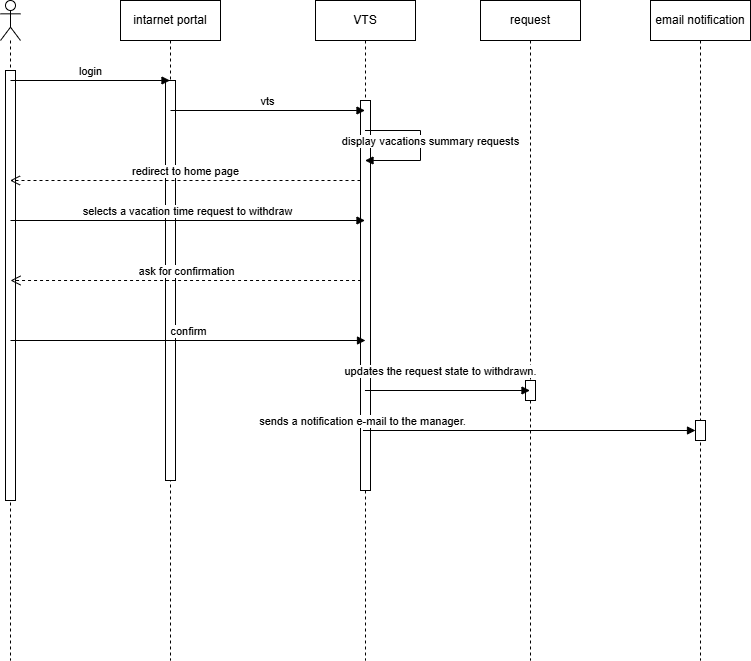 intarnet portal
VTS
request
email notification
login
vts
display vacations summary requests
redirect to home page
selects a vacation time request to withdraw
ask for confirmation
confirm
updates the request state to withdrawn.
sends a notification e-mail to the manager.